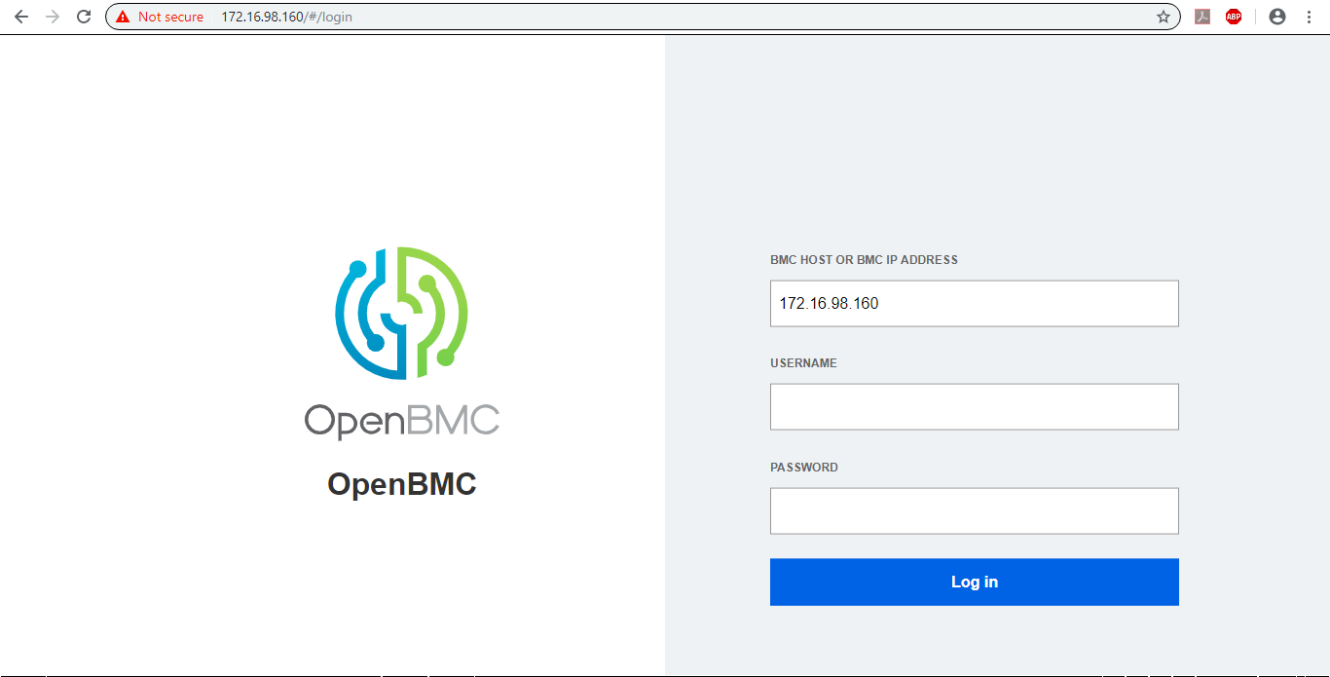 Not secure 172.16.98.160/#/login
ABP
OpenBMC
OpenBMC
BMC HOST OR BMC IP ADDRESS
172.16.98.160
USERNAME
PASSWORD
Log in